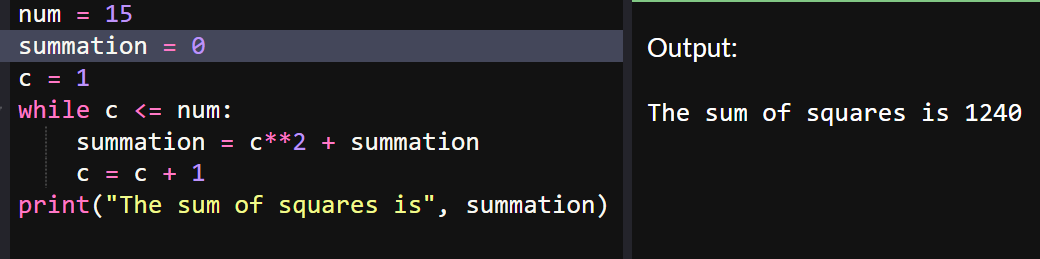 num = 15
summation = 0
c = 1
while c <= num:
    summation = c**2 + summation
    c = c + 1
print("The sum of squares is", summation)
Output:
The sum of squares is 1240